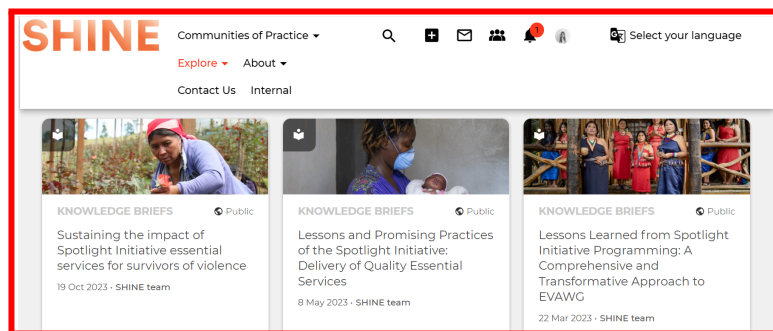 SHINE
Communities of Practice
1
Select your language
Explore
About
Contact Us
Internal
KNOWLEDGE BRIEFS
Public
Sustaining the impact of
Spotlight Initiative essential
services for survivors of violence
19 Oct 2023 · SHINE team
KNOWLEDGE BRIEFS
Public
Lessons and Promising Practices
of the Spotlight Initiative:
Delivery of Quality Essential
Services
8 May 2023 · SHINE team
KNOWLEDGE BRIEFS
Public
Lessons Learned from Spotlight
Initiative Programming: A
Comprehensive and
Transformative Approach to
EVAWG
22 Mar 2023 · SHINE team